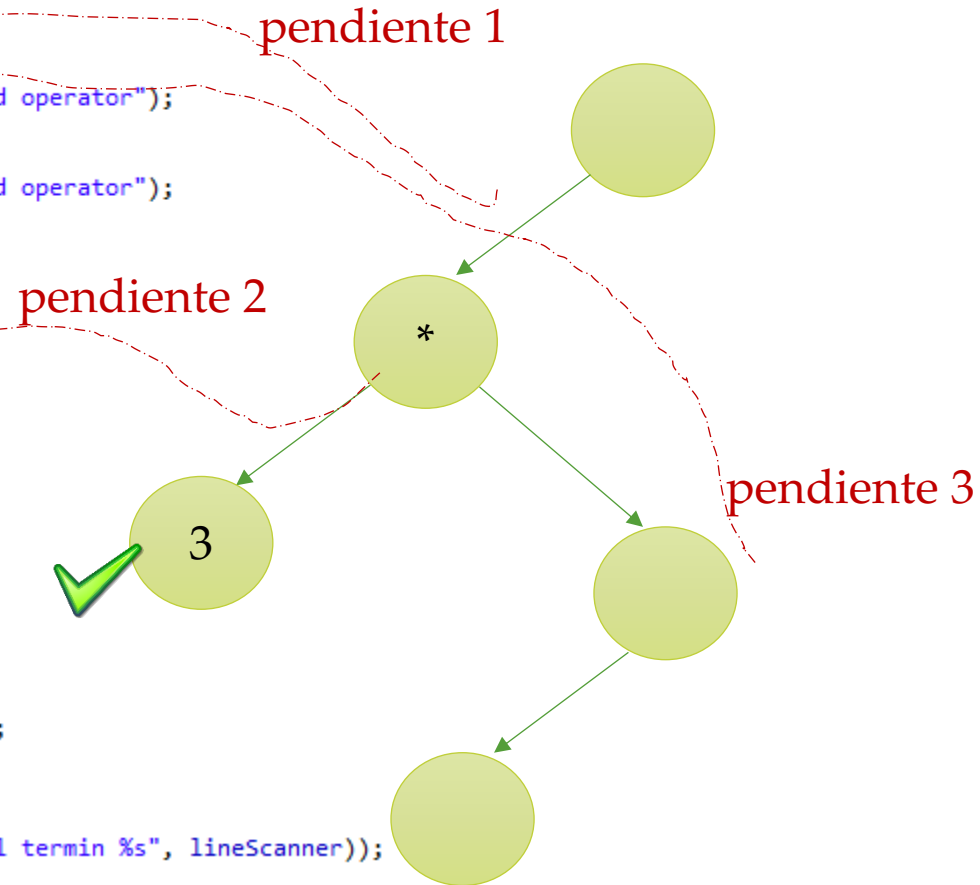 pendiente 1
d operator");
d operator");
pendiente 2
*
pendiente 3
3
;
l termin %s", lineScanner));